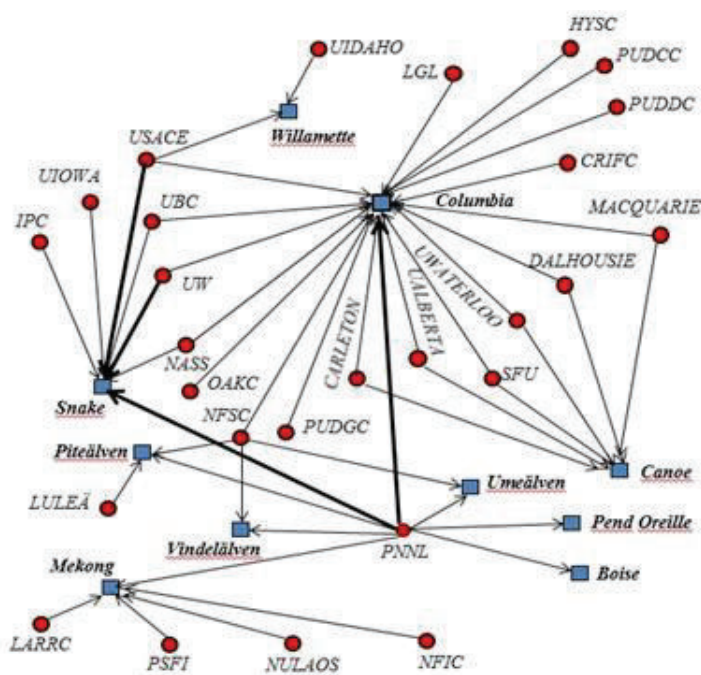 HYSC
UIDAHO
PUDCC
LGL
PUDDC
USACE
Willamette
CRIFC
UIOWA
UBC
Columbia
MACQUARIE
IPC
UW
DALHOUSIE
UWATERLOO
UALBERTA
CARLETON
NASS
OAKC
SFU
Snake
NFSC
PUDGC
Piteälven
Umeälven
Canoe
LULEÄ
Vindelälven
PNNL
Pend Oreille
Mekong
Boise
LARRC
PSFI
NULAOS
NFIC